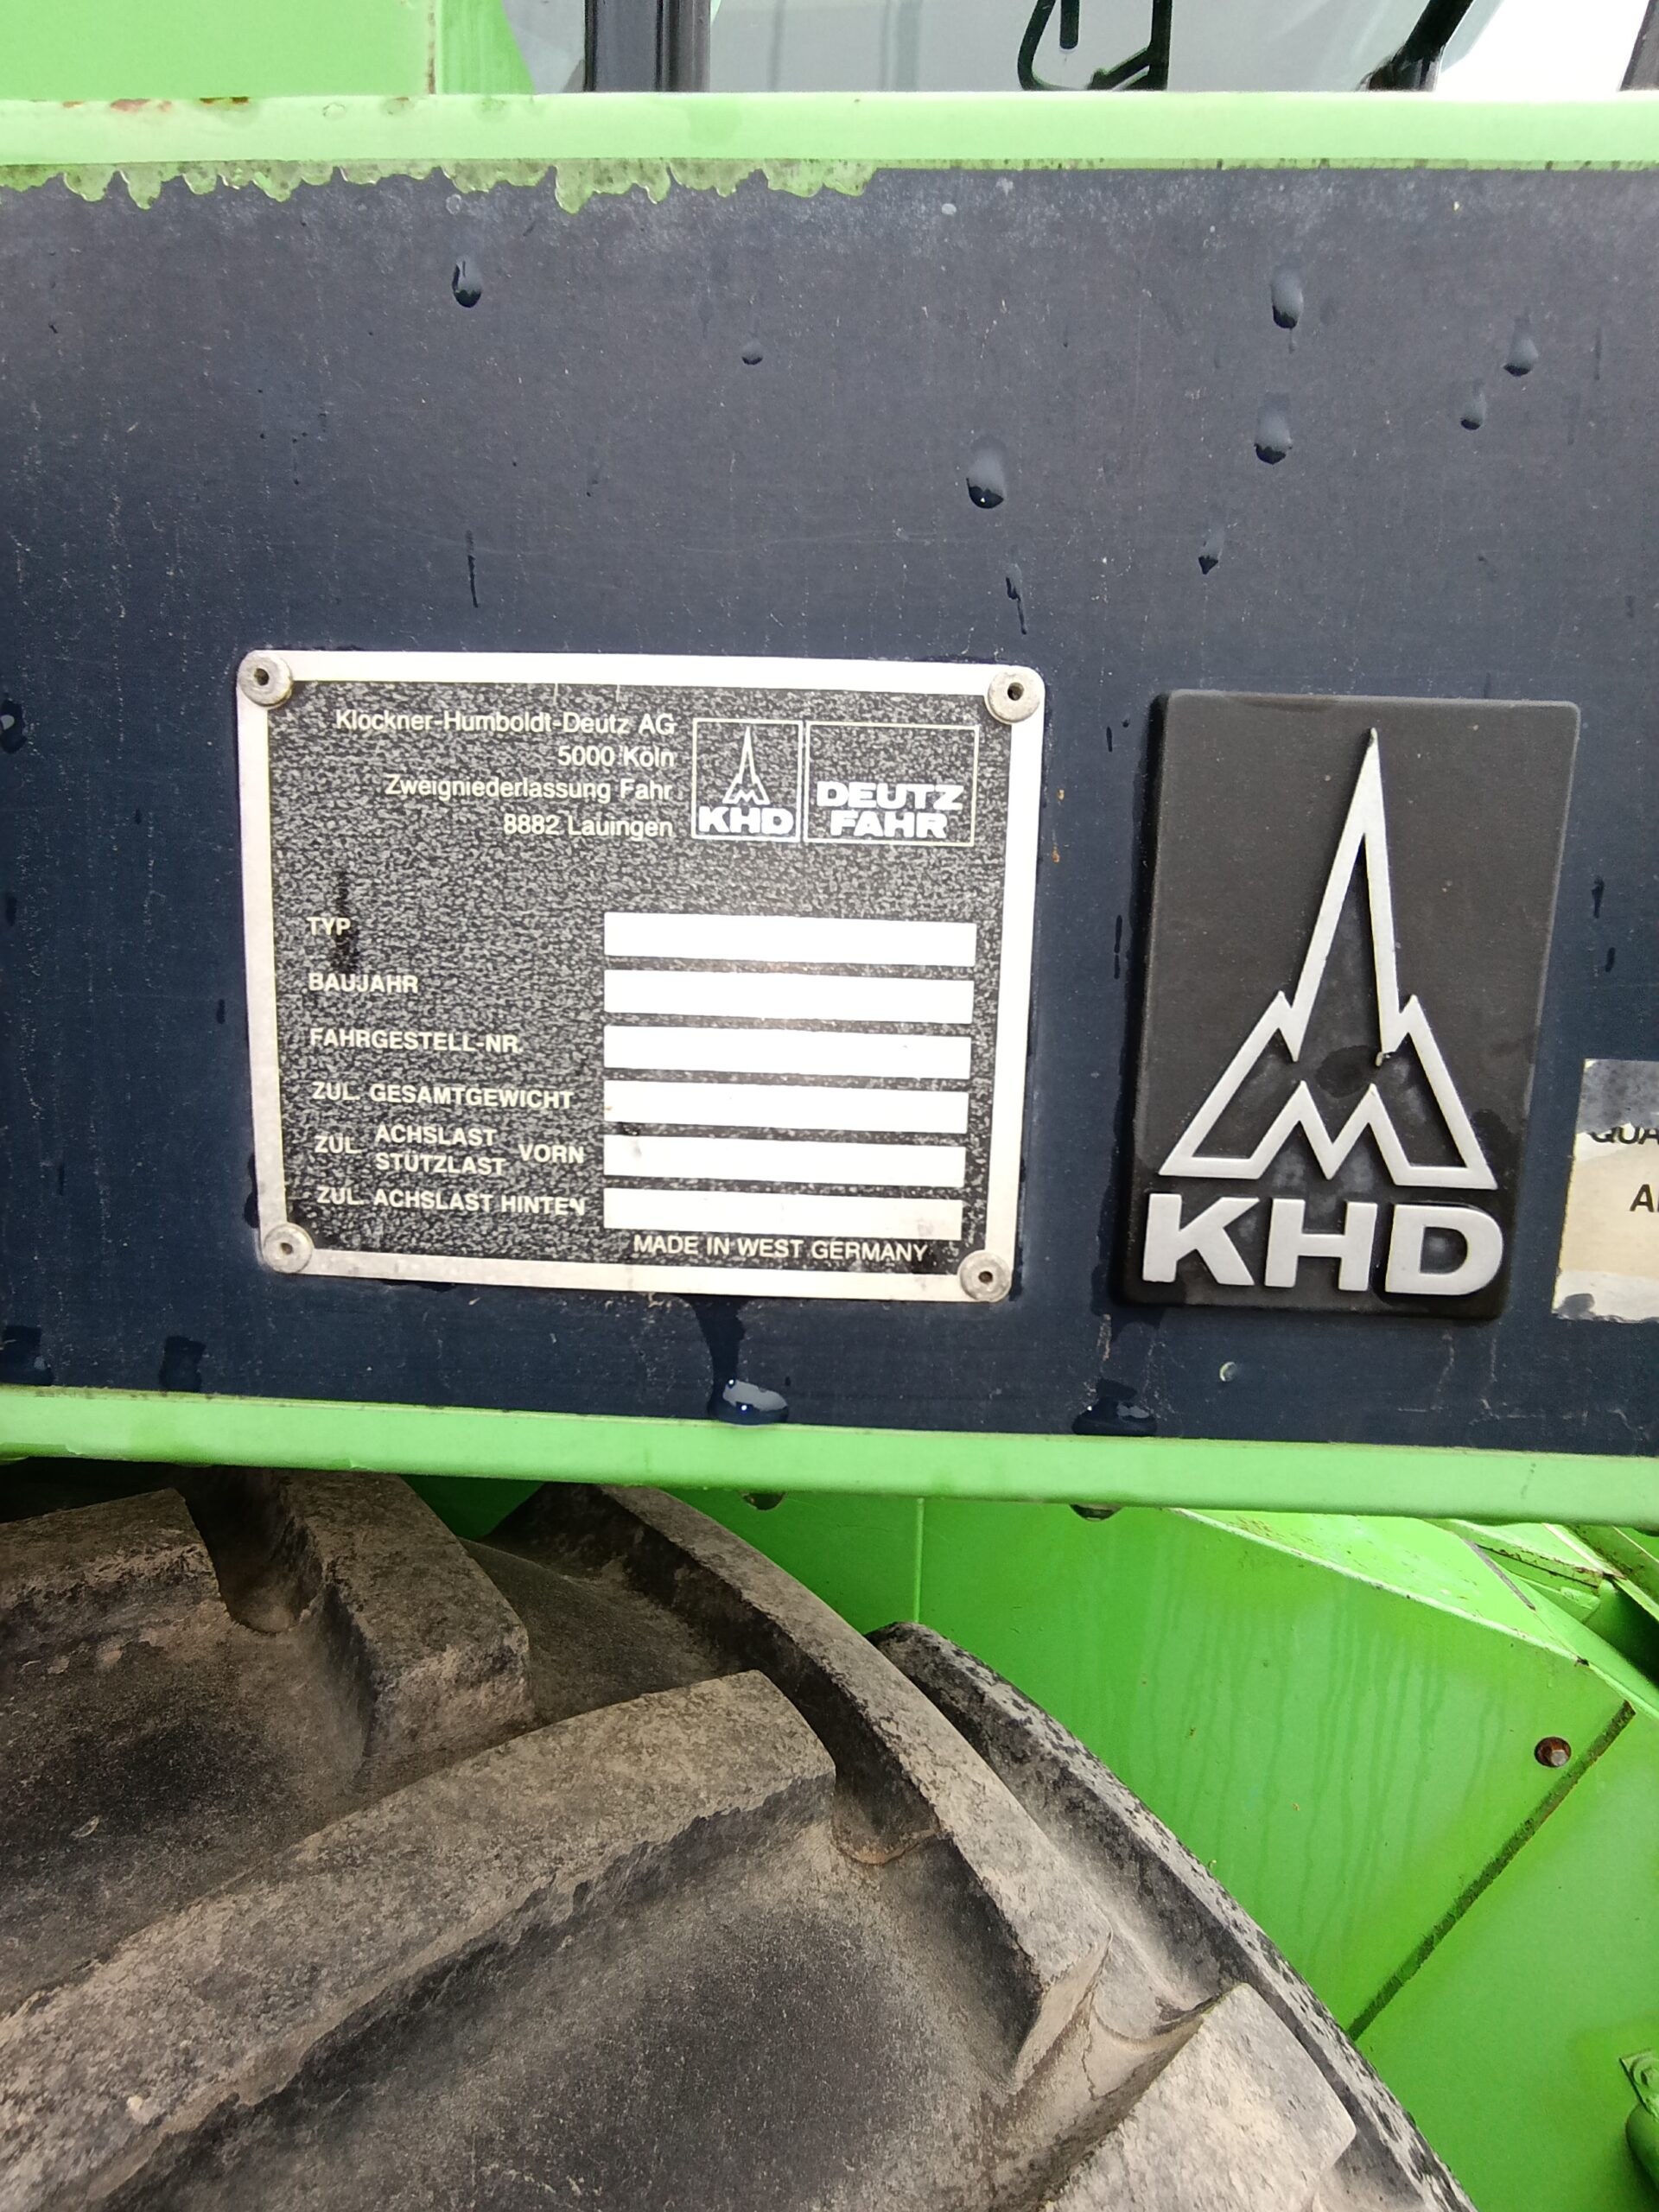 Klöckner-Humboldt-Deutz AG
5000 Köln
Zweigniederlassung Fahr
8882 Lauingen
KHD
DEUTZ
FAHR
TYP
BAUJAHR
FAHRGESTELL-NR.
ZUL. GESAMTGEWICHT
ZUL. ACHSLAST STÜTZLAST VORN
ZUL. ACHSLAST HINTEN
MADE IN WEST GERMANY
KHD